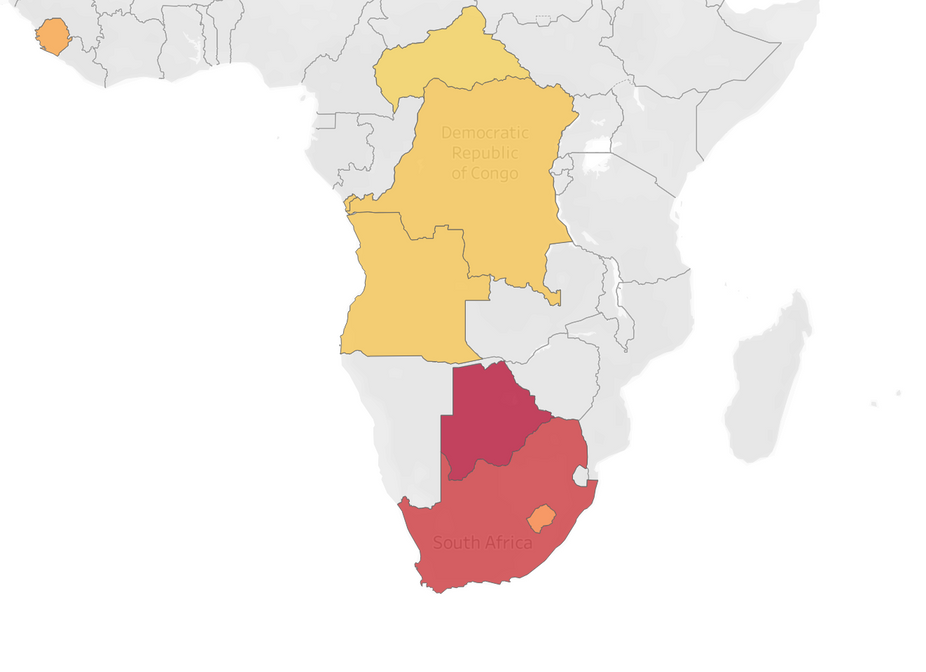 Democratic
Republic
of Congo
South Africa